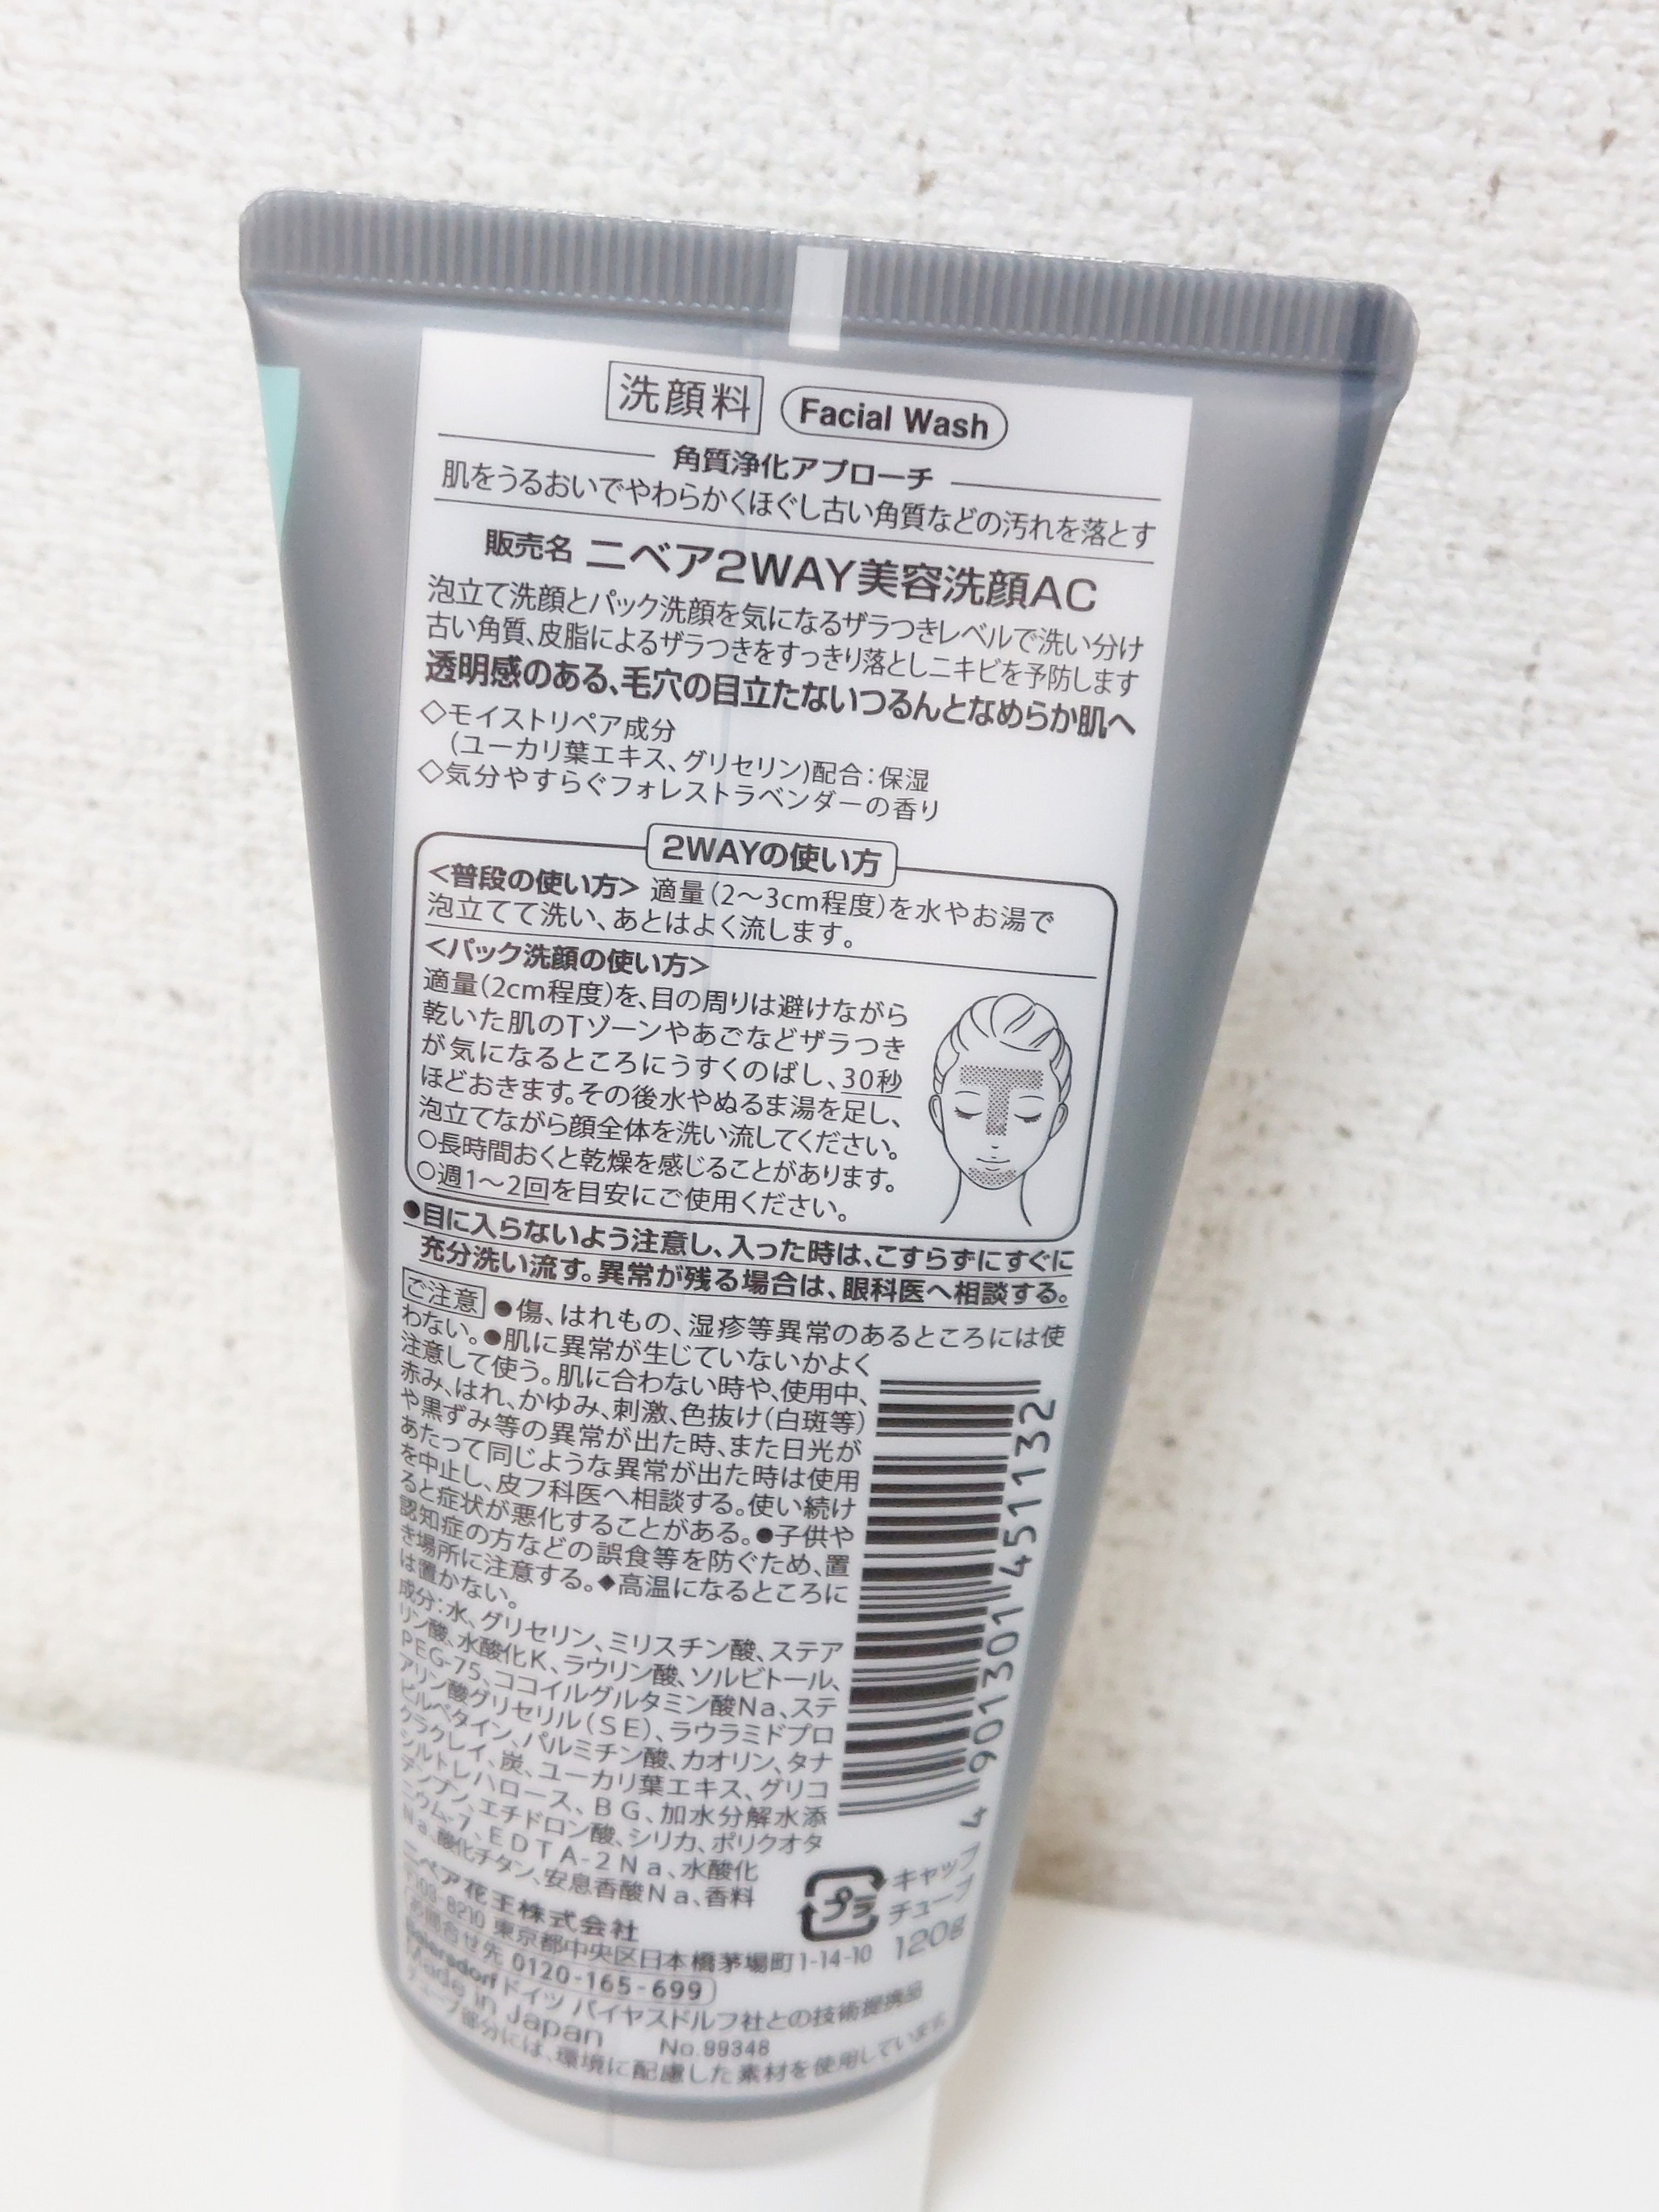 洗顔料 Facial Wash
角質浄化アプローチ
肌をうるおいでやわらかくほぐし古い角質などの汚れを落とす
販売名 ニベア2WAY美容洗顔AC
泡立て洗顔とパック洗顔を気になるザラつきレベルで洗い分け
古い角質、皮脂によるザラつきをすっきり落としニキビを予防します
透明感のある、毛穴の目立たないつるんとなめらか肌へ
◇モイストリペア成分
(ユーカリ葉エキス、グリセリン)配合:保湿
◇気分やすらぐフォレストラベンダーの香り
2WAYの使い方
<普段の使い方> 適量(2～3cm程度)を水やお湯で
泡立てて洗い、あとはよく流します。
<パック洗顔の使い方>
適量(2cm程度)を、目の周りは避けながら
乾いた肌のTゾーンやあごなどザラつき
が気になるところにうすくのばし、30秒
ほどおきます。その後水やぬるま湯を足し、
泡立てながら顔全体を洗い流してください。
○長時間おくと乾燥を感じることがあります。
○週1～2回を目安にご使用ください。
●目に入らないよう注意し、入った時は、こすらずにすぐに
充分洗い流す。異常が残る場合は、眼科医へ相談する。
ご注意 ●傷、はれもの、湿疹等異常のあるところには使
わない。●肌に異常が生じていないかよく
注意して使う。肌に合わない時や、使用中、
赤み、はれ、かゆみ、刺激、色抜け(白斑等)
や黒ずみ等の異常が出た時、また日光が
あたって同じような異常が出た時は使用
を中止し、皮フ科医へ相談する。使い続け
ると症状が悪化することがある。●子供や
認知症の方などの誤食等を防ぐため、置
き場所に注意する。◆高温になるところに
は置かない。
成分:水、グリセリン、ミリスチン酸、ステア
リン酸、水酸化K、ラウリン酸、ソルビトール、
PEG-75、ココイルグルタミン酸Na、ステ
アリン酸グリセリル(SE)、ラウラミドプロ
ピルベタイン、パルミチン酸、カオリン、タナ
クラクレイ、炭、ユーカリ葉エキス、グリコ
シルトレハロース、BG、加水分解水添
デンプン、エチドロン酸、シリカ、ポリクオタ
ニウム-7、EDTA-2Na、水酸化
Na、酸化チタン、安息香酸Na、香料
4 901301 451132
プラ キャップ
チューブ
120g
ニベア花王株式会社
〒103-8210 東京都中央区日本橋茅場町1-14-10
お問合せ先 0120-165-699
Beiersdorf ドイツ バイヤスドルフ社との技術提携品
Made in Japan No.99348
チューブ部分には、環境に配慮した素材を使用しています。